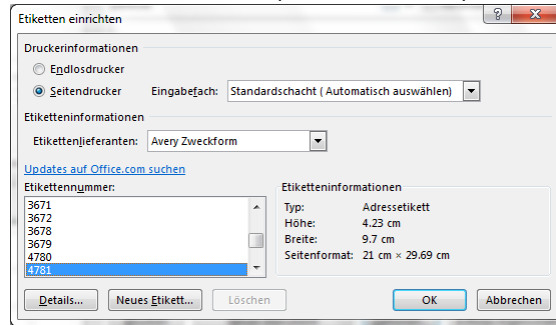 Etiketten einrichten
Druckerinformationen
Endlosdrucker
Seitendrucker Eingabefach: Standardschacht ( Automatisch auswählen)
Etiketteninformationen
Etikettenlieferanten: Avery Zweckform
Updates auf Office.com suchen
Etikettennummer:
3671
3672
3678
3679
4780
4781
Etiketteninformationen
Typ: Adressetikett
Höhe: 4.23 cm
Breite: 9.7 cm
Seitenformat: 21 cm × 29.69 cm
Details... Neues Etikett... Löschen OK Abbrechen